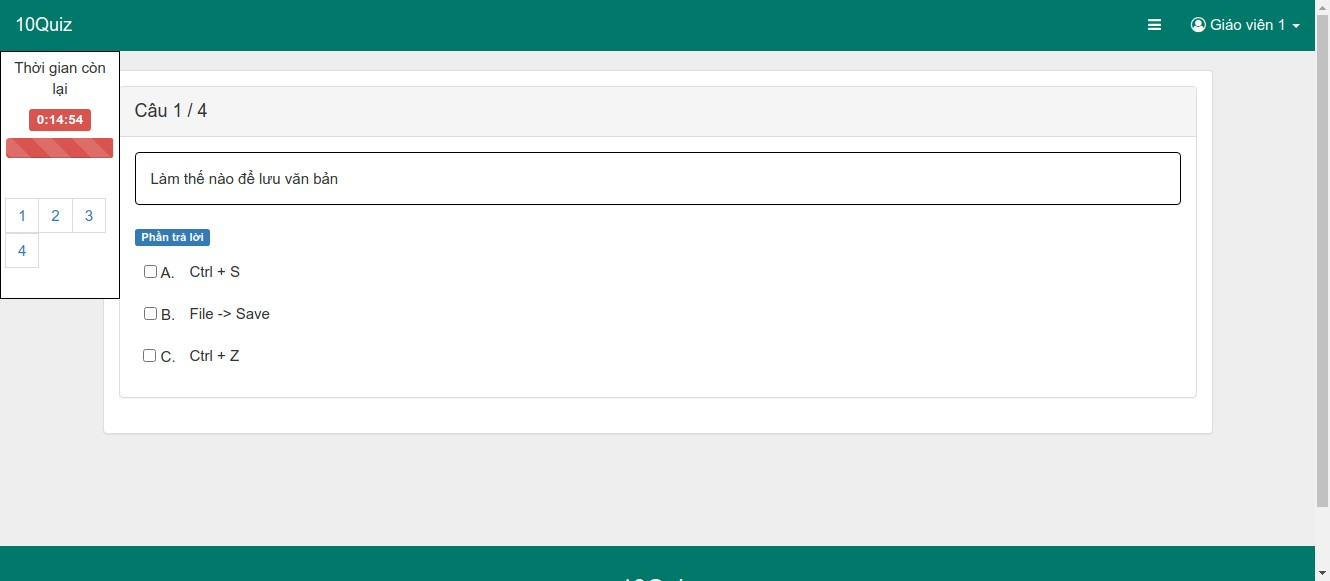 10Quiz
Giáo viên 1
Thời gian còn
lại
0:14:54
1 2 3
4
Câu 1 / 4
Làm thế nào để lưu văn bản
Phần trả lời
A. Ctrl + S
B. File -> Save
C. Ctrl + Z